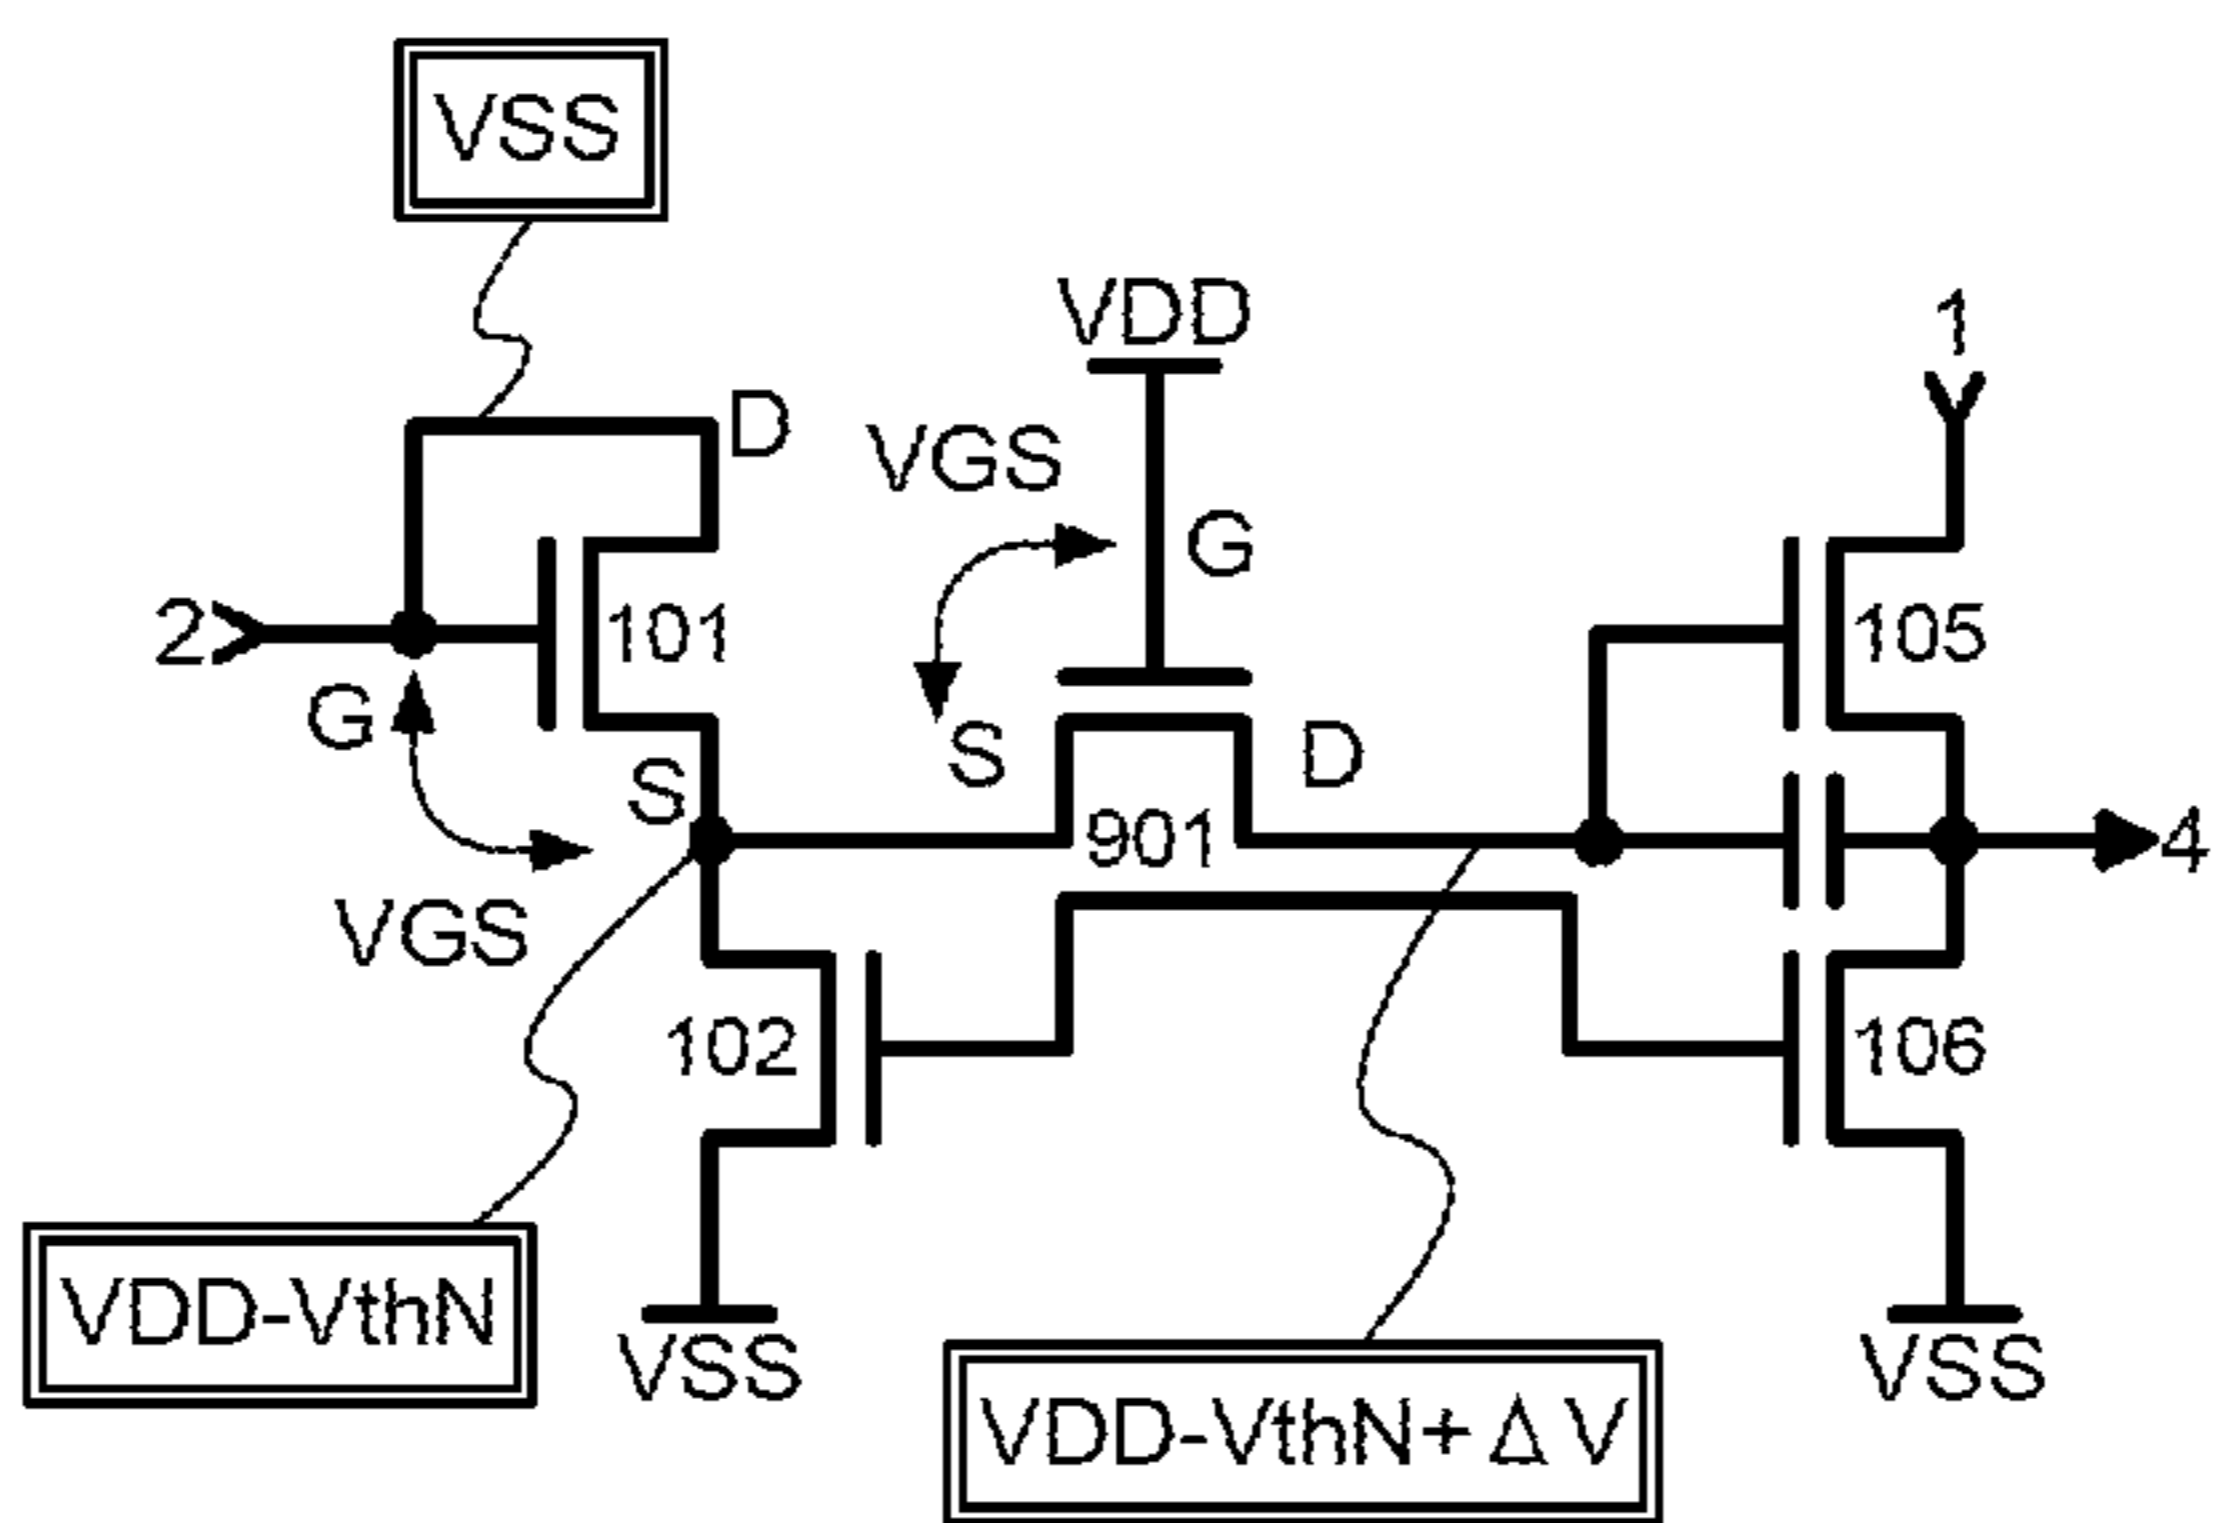 VSS
VDD
1
D
VGS
G
2
101
105
G
S
D
S
901
4
VGS
102
106
VDD-VthN
VSS
VSS
VDD-VthN+ΔV